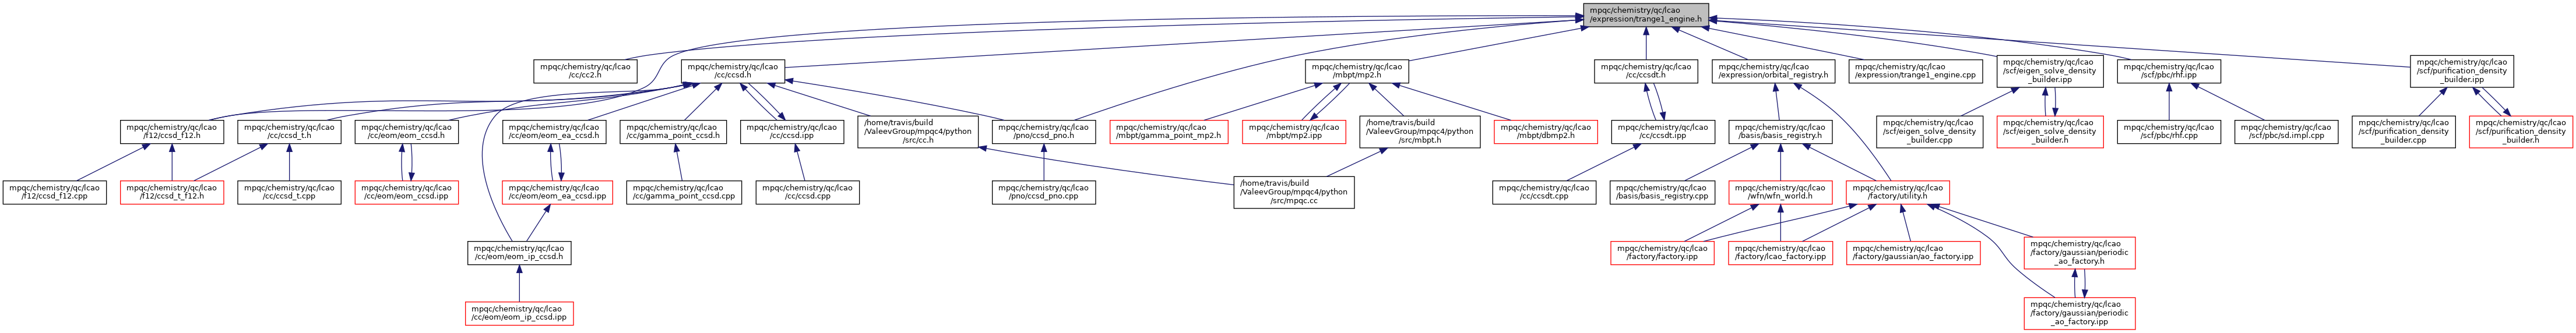 mpqc/chemistry/qc/lcao
/expression/trange1_engine.h
mpqc/chemistry/qc/lcao
/cc/cc2.h
mpqc/chemistry/qc/lcao
/cc/ccsd.h
mpqc/chemistry/qc/lcao
/mbpt/mp2.h
mpqc/chemistry/qc/lcao
/cc/ccsdt.h
mpqc/chemistry/qc/lcao
/expression/orbital_registry.h
mpqc/chemistry/qc/lcao
/expression/trange1_engine.cpp
mpqc/chemistry/qc/lcao
/scf/eigen_solve_density
_builder.ipp
mpqc/chemistry/qc/lcao
/scf/pbc/rhf.ipp
mpqc/chemistry/qc/lcao
/scf/purification_density
_builder.ipp
mpqc/chemistry/qc/lcao
/f12/ccsd_f12.h
mpqc/chemistry/qc/lcao
/cc/ccsd_t.h
mpqc/chemistry/qc/lcao
/cc/eom/eom_ccsd.h
mpqc/chemistry/qc/lcao
/cc/eom/eom_ea_ccsd.h
mpqc/chemistry/qc/lcao
/cc/gamma_point_ccsd.h
mpqc/chemistry/qc/lcao
/cc/ccsd.ipp
/home/travis/build
/ValeevGroup/mpqc4/python
/src/cc.h
mpqc/chemistry/qc/lcao
/pno/ccsd_pno.h
mpqc/chemistry/qc/lcao
/mbpt/gamma_point_mp2.h
mpqc/chemistry/qc/lcao
/mbpt/mp2.ipp
/home/travis/build
/ValeevGroup/mpqc4/python
/src/mbpt.h
mpqc/chemistry/qc/lcao
/mbpt/dbmp2.h
mpqc/chemistry/qc/lcao
/cc/ccsdt.ipp
mpqc/chemistry/qc/lcao
/basis/basis_registry.h
mpqc/chemistry/qc/lcao
/scf/eigen_solve_density
_builder.cpp
mpqc/chemistry/qc/lcao
/scf/eigen_solve_density
_builder.h
mpqc/chemistry/qc/lcao
/scf/pbc/rhf.cpp
mpqc/chemistry/qc/lcao
/scf/pbc/sd.impl.cpp
mpqc/chemistry/qc/lcao
/scf/purification_density
_builder.cpp
mpqc/chemistry/qc/lcao
/scf/purification_density
_builder.h
mpqc/chemistry/qc/lcao
/f12/ccsd_f12.cpp
mpqc/chemistry/qc/lcao
/f12/ccsd_t_f12.h
mpqc/chemistry/qc/lcao
/cc/ccsd_t.cpp
mpqc/chemistry/qc/lcao
/cc/eom/eom_ccsd.ipp
mpqc/chemistry/qc/lcao
/cc/eom/eom_ea_ccsd.ipp
mpqc/chemistry/qc/lcao
/cc/gamma_point_ccsd.cpp
mpqc/chemistry/qc/lcao
/cc/ccsd.cpp
mpqc/chemistry/qc/lcao
/pno/ccsd_pno.cpp
/home/travis/build
/ValeevGroup/mpqc4/python
/src/mpqc.cc
mpqc/chemistry/qc/lcao
/cc/ccsdt.cpp
mpqc/chemistry/qc/lcao
/basis/basis_registry.cpp
mpqc/chemistry/qc/lcao
/wfn/wfn_world.h
mpqc/chemistry/qc/lcao
/factory/utility.h
mpqc/chemistry/qc/lcao
/cc/eom/eom_ip_ccsd.h
mpqc/chemistry/qc/lcao
/factory/factory.ipp
mpqc/chemistry/qc/lcao
/factory/lcao_factory.ipp
mpqc/chemistry/qc/lcao
/factory/gaussian/ao_factory.ipp
mpqc/chemistry/qc/lcao
/factory/gaussian/periodic
_ao_factory.h
mpqc/chemistry/qc/lcao
/cc/eom/eom_ip_ccsd.ipp
mpqc/chemistry/qc/lcao
/factory/gaussian/periodic
_ao_factory.ipp